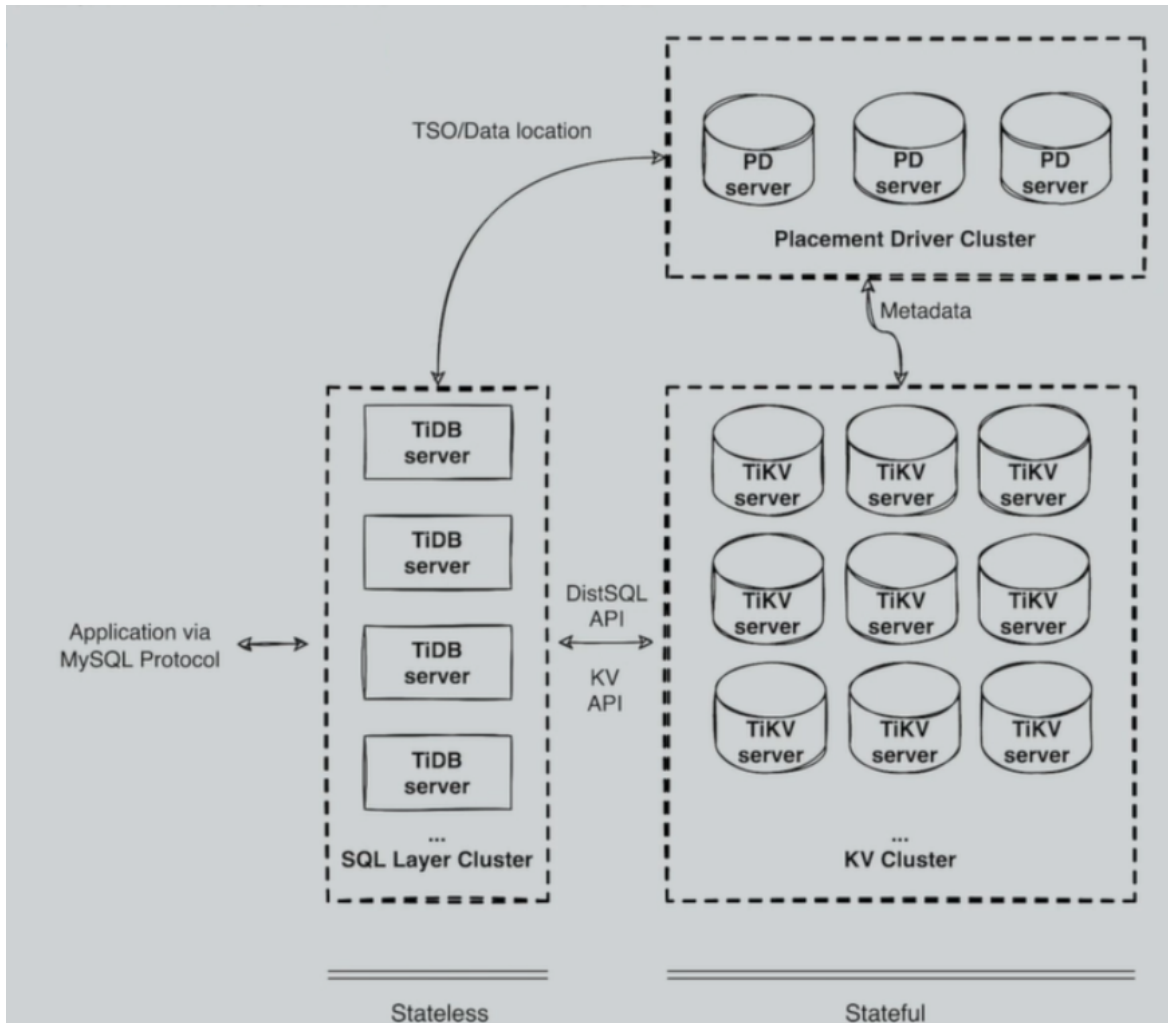 TSO/Data location
PD
server
PD
server
PD
server
Placement Driver Cluster
Metadata
TiDB
server
TiDB
server
TiDB
server
TiDB
server
...
SQL Layer Cluster
Application via
MySQL Protocol
DistSQL
API
KV
API
TiKV
server
TiKV
server
TiKV
server
TiKV
server
TiKV
server
TiKV
server
TiKV
server
TiKV
server
TiKV
server
...
KV Cluster
Stateless
Stateful